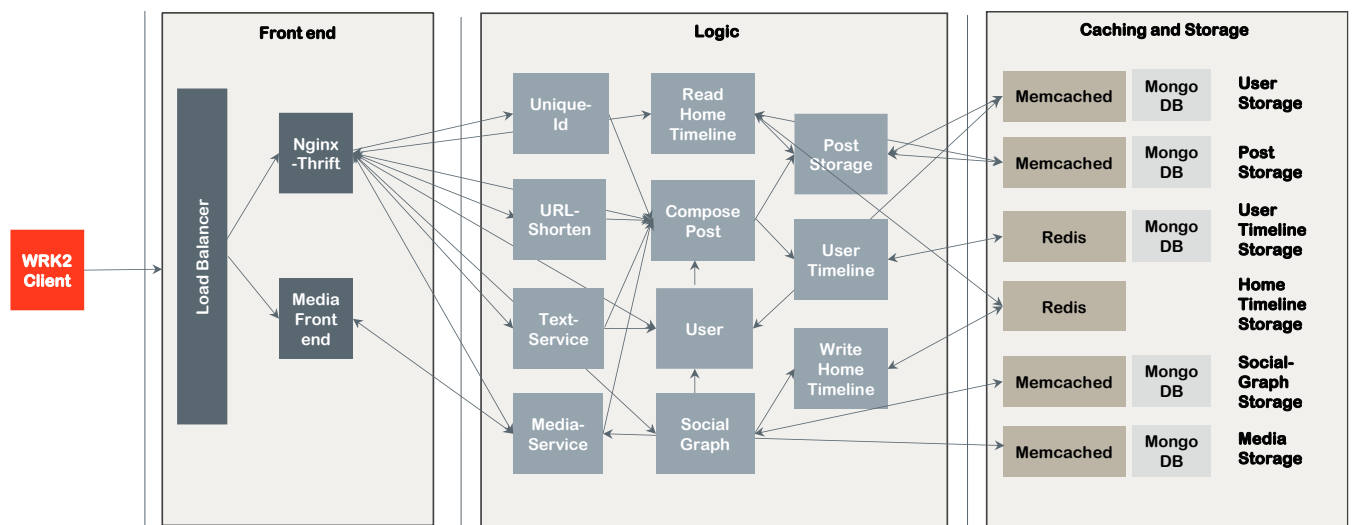 Front end
Logic
Caching and Storage
WRK2
Client
Load Balancer
Nginx
-Thrift
Media
Front
end
Unique-
Id
URL-
Shorten
Text-
Service
Media-
Service
Read
Home
Timeline
Compose
Post
User
Social
Graph
Post
Storage
User
Timeline
Write
Home
Timeline
Memcached
Mongo
DB
User
Storage
Memcached
Mongo
DB
Post
Storage
Redis
Mongo
DB
User
Timeline
Storage
Redis
Home
Timeline
Storage
Memcached
Mongo
DB
Social-
Graph
Storage
Memcached
Mongo
DB
Media
Storage